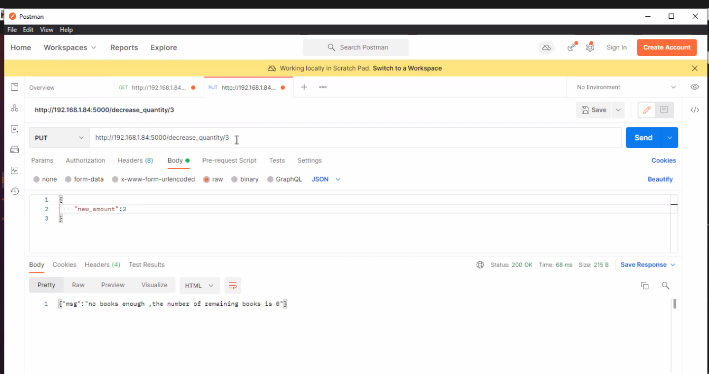 Postman
File Edit View Help
Home Workspaces Reports Explore Search Postman Sign In Create Account
Working locally in Scratch Pad. Switch to a Workspace
Overview GET http://192.168.1.84... PUT http://192.168.1.84... + ••• No Environment
http://192.168.1.84:5000/decrease_quantity/3 Save
PUT http://192.168.1.84:5000/decrease_quantity/3 Send
Params Authorization Headers (8) Body Pre-request Script Tests Settings Cookies
none form-data x-www-form-urlencoded raw binary GraphQL JSON Beautify
1 {
2 "naw_amount":2
3 }
Body Cookies Headers (4) Test Results Status: 200 OK Time: 68 ms Size: 215 B Save Response
Pretty Raw Preview Visualize HTML
1 {"msg":"no books enough ,the number of remaining books is 0"}